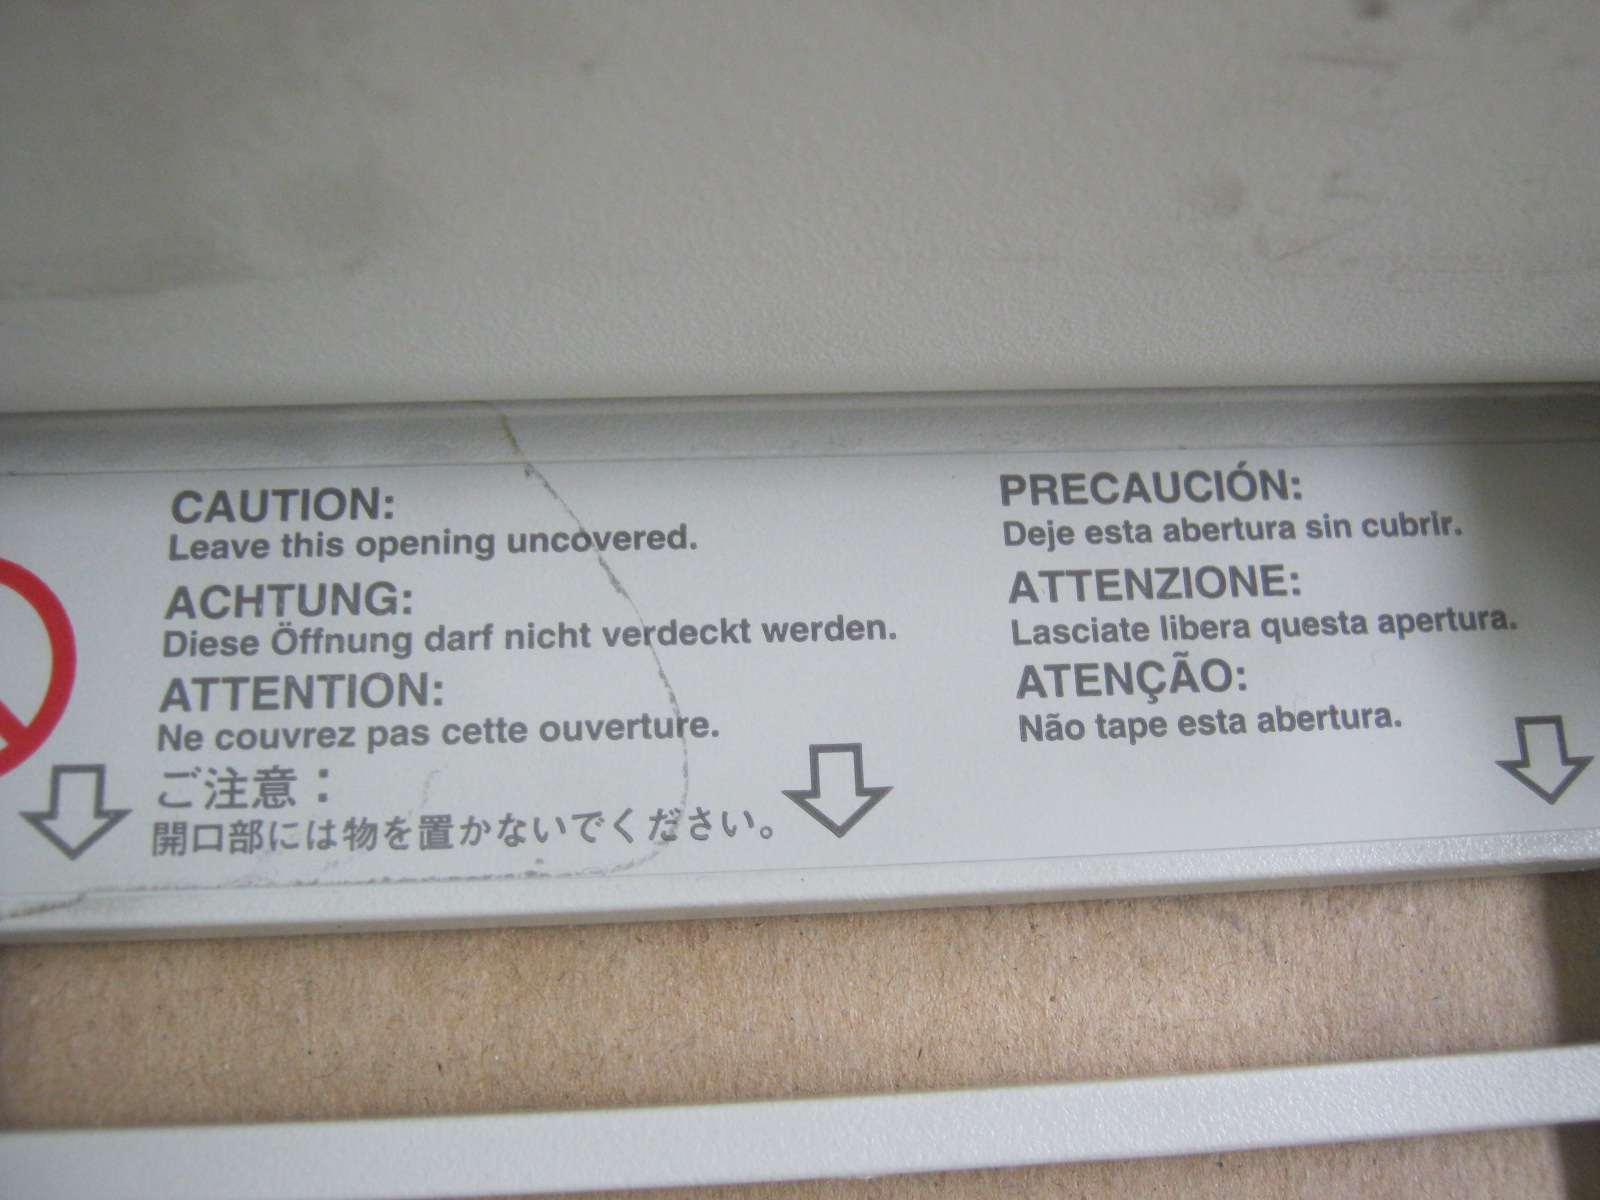 CAUTION:
Leave this opening uncovered.
ACHTUNG:
Diese Öffnung darf nicht verdeckt werden.
ATTENTION:
Ne couvrez pas cette ouverture.
ご注意：
開口部には物を置かないでください。
PRECAUCIÓN:
Deje esta abertura sin cubrir.
ATTENZIONE:
Lasciate libera questa apertura.
ATENÇÃO:
Não tape esta abertura.